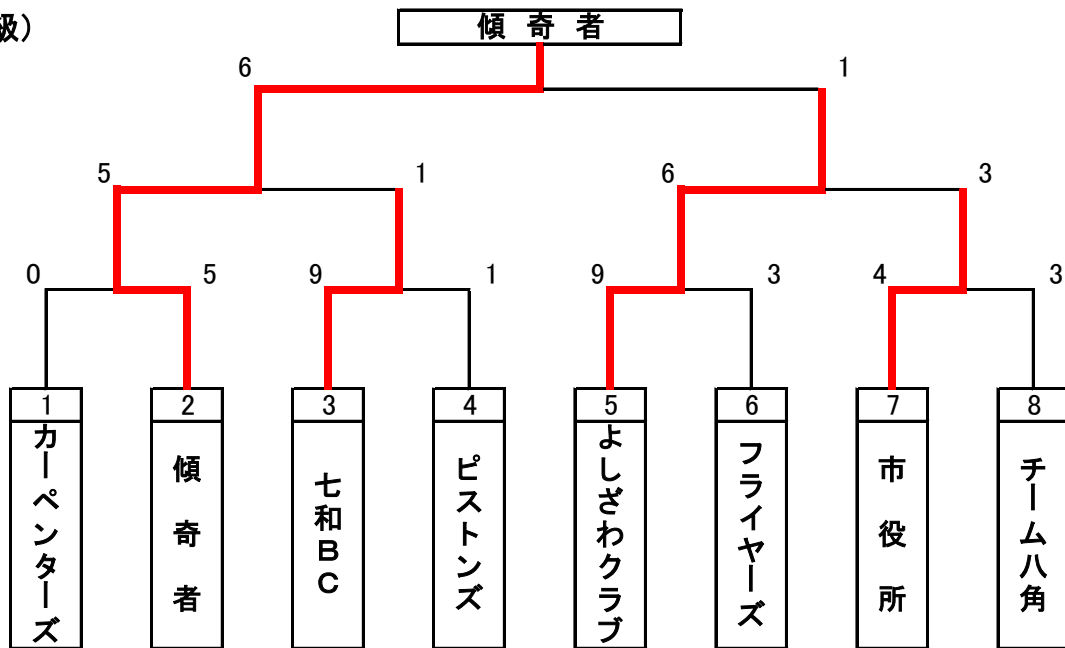 級）
傾奇者
6
1
5
1
6
3
0
5
9
1
9
3
4
3
1
2
3
4
5
6
7
8
カーペンターズ
傾奇者
七和ＢＣ
ピストンズ
よしざわクラブ
フライヤーズ
市役所
チーム八角